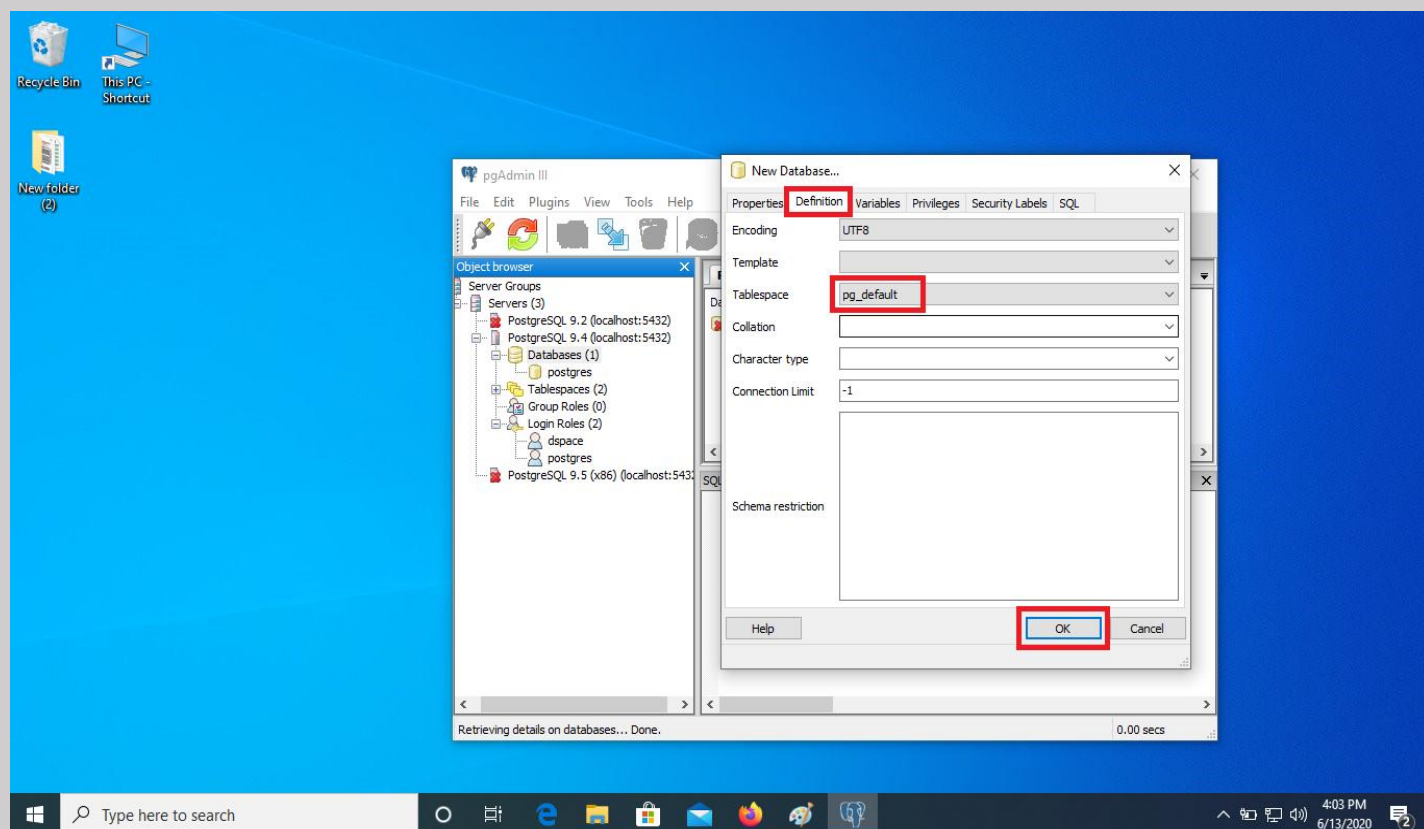 Recycle Bin
This PC -
Shortcut
New folder
(2)
pgAdmin III
File Edit Plugins View Tools Help
Object browser
Server Groups
Servers (3)
PostgreSQL 9.2 (localhost:5432)
PostgreSQL 9.4 (localhost:5432)
Databases (1)
postgres
Tablespaces (2)
Group Roles (0)
Login Roles (2)
dspace
postgres
PostgreSQL 9.5 (x86) (localhost:543
SQL
New Database...
Properties Definition Variables Privileges Security Labels SQL
Encoding UTF8
Template
Tablespace pg_default
Collation
Character type
Connection Limit -1
Schema restriction
Help OK Cancel
Retrieving details on databases... Done. 0.00 secs
Type here to search
4:03 PM
6/13/2020
2